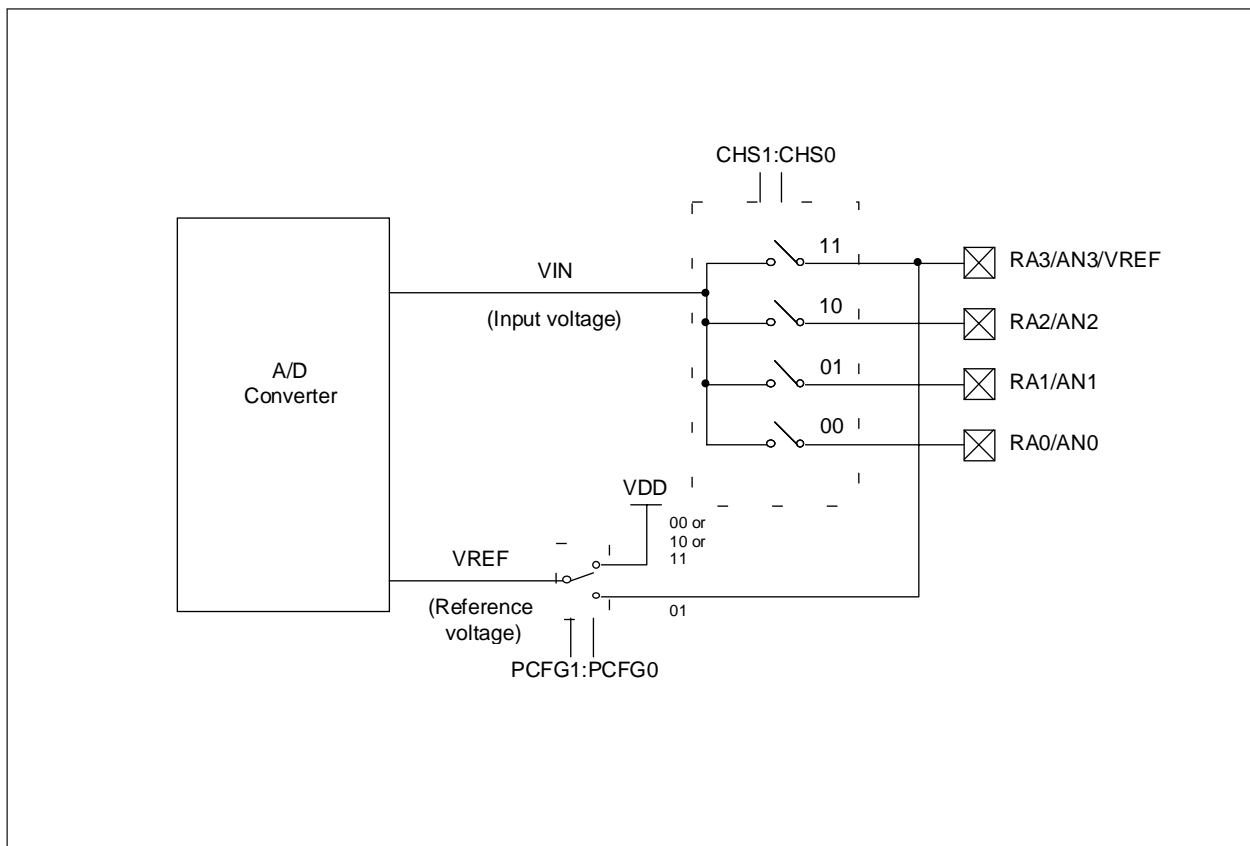 CHS1:CHS0
11
RA3/AN3/VREF
VIN
(Input voltage)
10
RA2/AN2
A/D
Converter
01
RA1/AN1
00
RA0/AN0
VDD
00 or
10 or
11
VREF
(Reference
voltage)
01
PCFG1:PCFG0